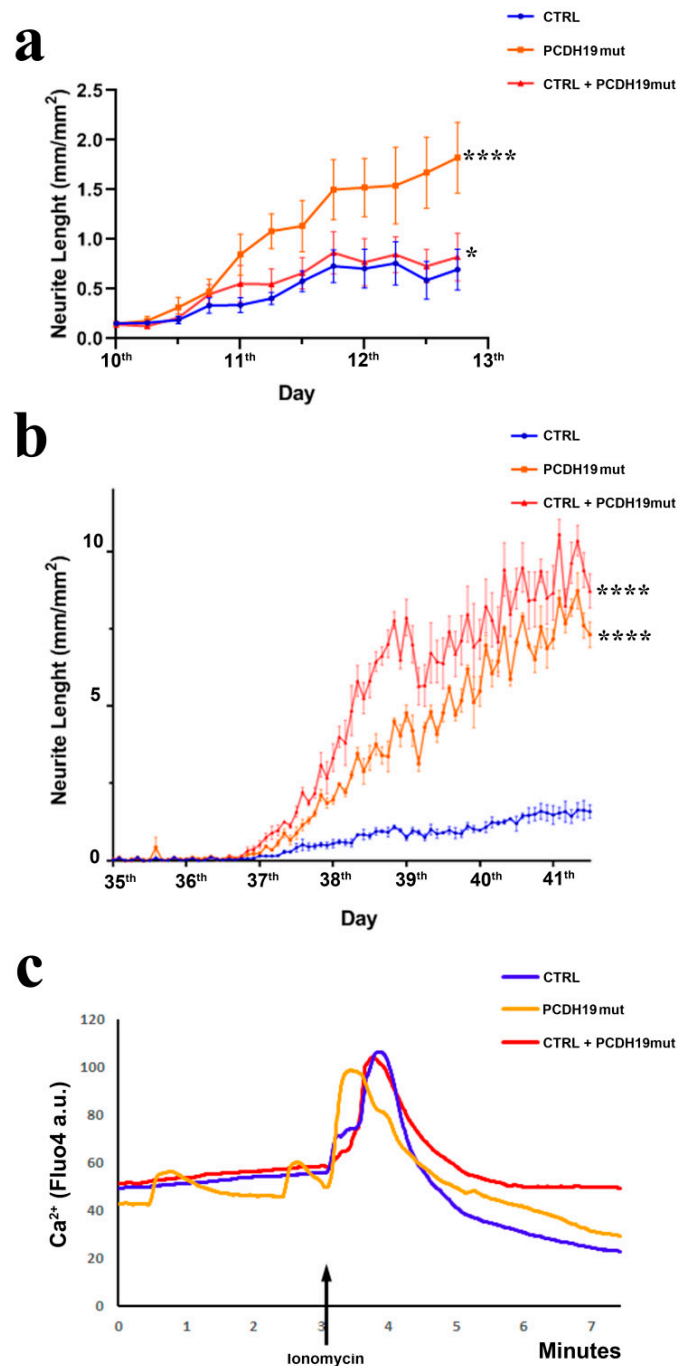 a
CTRL
PCDH19mut
CTRL + PCDH19mut
Neurite Lenght (mm/mm²)
2.5
2.0
1.5
1.0
0.5
0.0
****
*
10th 11th 12th 13th
Day
b
CTRL
PCDH19mut
CTRL + PCDH19mut
Neurite Lenght (mm/mm²)
10
5
0
****
****
35th 36th 37th 38th 39th 40th 41th
Day
c
CTRL
PCDH19mut
CTRL + PCDH19mut
Ca²⁺ (Fluo4 a.u.)
120
100
80
60
40
20
0
0 1 2 3 4 5 6 7
Minutes
Ionomycin